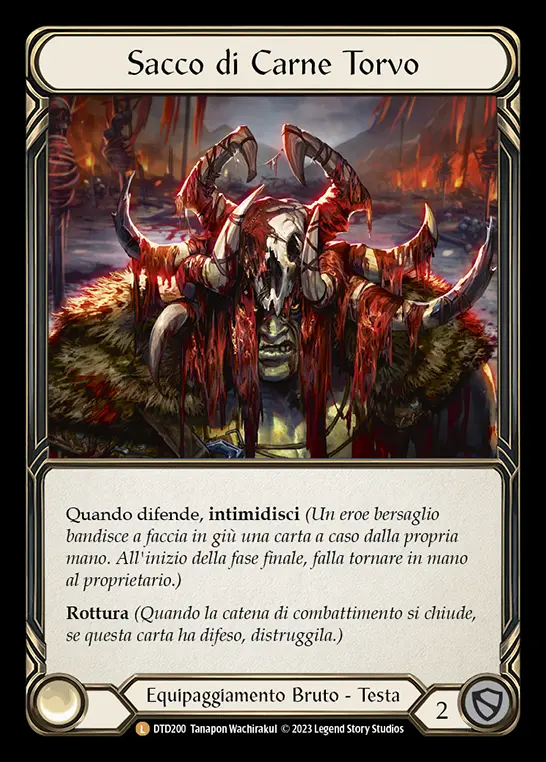 Sacco di Carne Torvo
Quando difende, intimidisci (Un eroe bersaglio
bandisce a faccia in giù una carta a caso dalla propria
mano. All'inizio della fase finale, falla tornare in mano
al proprietario.)
Rottura (Quando la catena di combattimento si chiude,
se questa carta ha difeso, distruggila.)
Equipaggiamento Bruto - Testa
2
L DTD200 Tanapon Wachirakul © 2023 Legend Story Studios